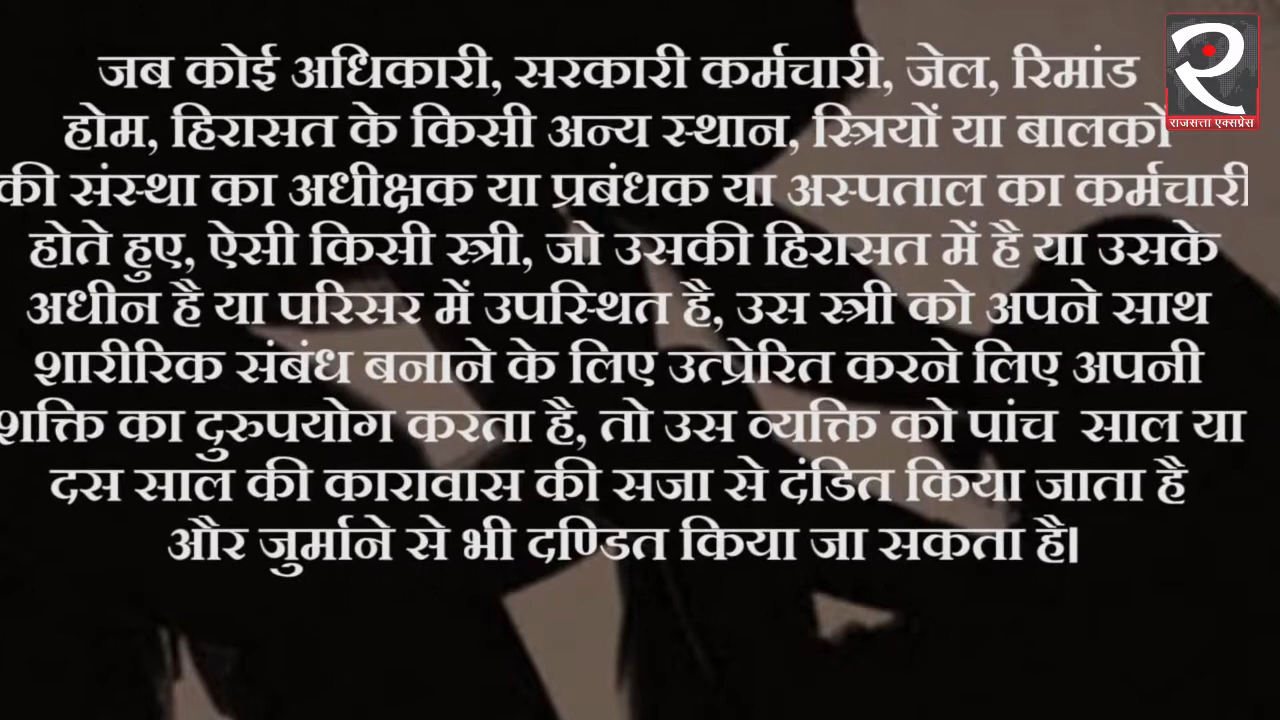 जब कोई अधिकारी, सरकारी कर्मचारी, जेल, रिमांड
होम, हिरासत के किसी अन्य स्थान, स्त्रियों या बालकों
की संस्था का अधीक्षक या प्रबंधक या अस्पताल का कर्मचारी
होते हुए, ऐसी किसी स्त्री, जो उसकी हिरासत में है या उसके
अधीन है या परिसर में उपस्थित है, उस स्त्री को अपने साथ
शारीरिक संबंध बनाने के लिए उत्प्रेरित करने लिए अपनी
शक्ति का दुरुपयोग करता है, तो उस व्यक्ति को पांच साल या
दस साल की कारावास की सजा से दंडित किया जाता है
और जुर्माने से भी दण्डित किया जा सकता है।
र
राजसत्ता एक्सप्रेस